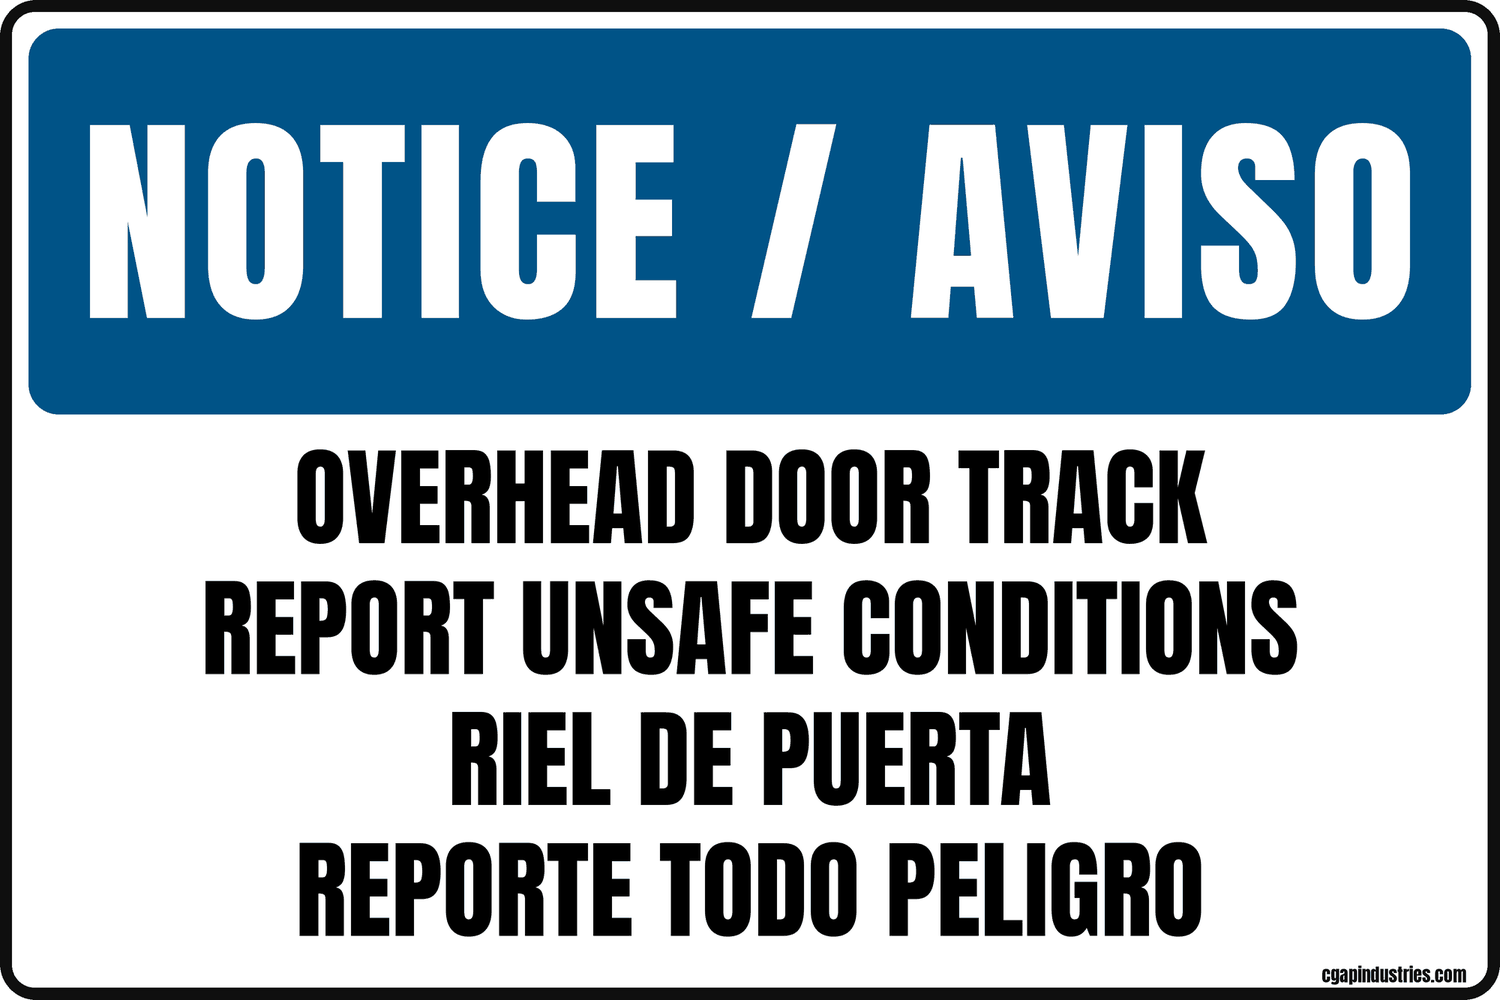 NOTICE / AVISO
OVERHEAD DOOR TRACK
REPORT UNSAFE CONDITIONS
RIEL DE PUERTA
REPORTE TODO PELIGRO
cgapindustries.com